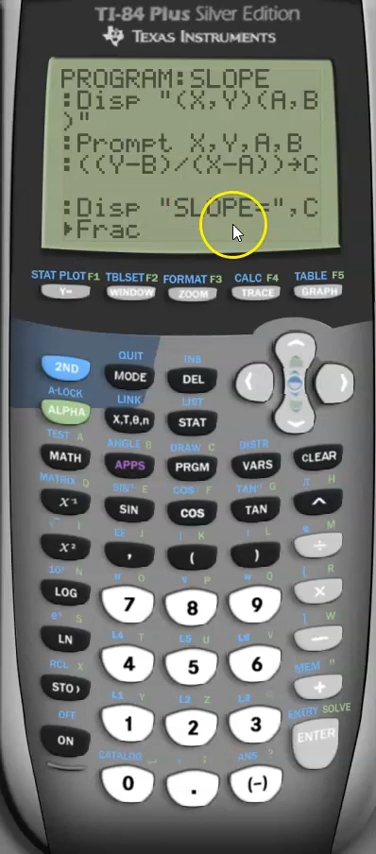 TI-84 Plus Silver Edition
TEXAS INSTRUMENTS
PROGRAM:SLOPE
:Disp "(X,Y)(A,B
)"
:Prompt X,Y,A,B
:((Y-B)/(X-A))→C
:Disp "SLOPE=",C
▶Frac
STAT PLOT F1 TBLSET F2 FORMAT F3 CALC F4 TABLE F5
Y= WINDOW ZOOM TRACE GRAPH
QUIT INS
2ND MODE DEL
A-LOCK LINK LIST
ALPHA X,T,θ,n STAT
TEST A ANGLE B DRAW C DISTR
MATH APPS PRGM VARS CLEAR
MATRIX D SIN⁻¹ E COS⁻¹ F TAN⁻¹ G π H
X⁻¹ SIN COS TAN ^
√ I EE J { K } L e M
X² , ( ) ÷
10ˣ N u O v P w Q [ R
LOG 7 8 9 ×
eˣ S L4 T L5 U L6 V ] W
LN 4 5 6 −
RCL X L1 Y L2 Z L3 θ MEM "
STO› 1 2 3 +
OFF CATALOG ⎵ i : ANS ? ENTRY SOLVE
ON 0 . (-) ENTER